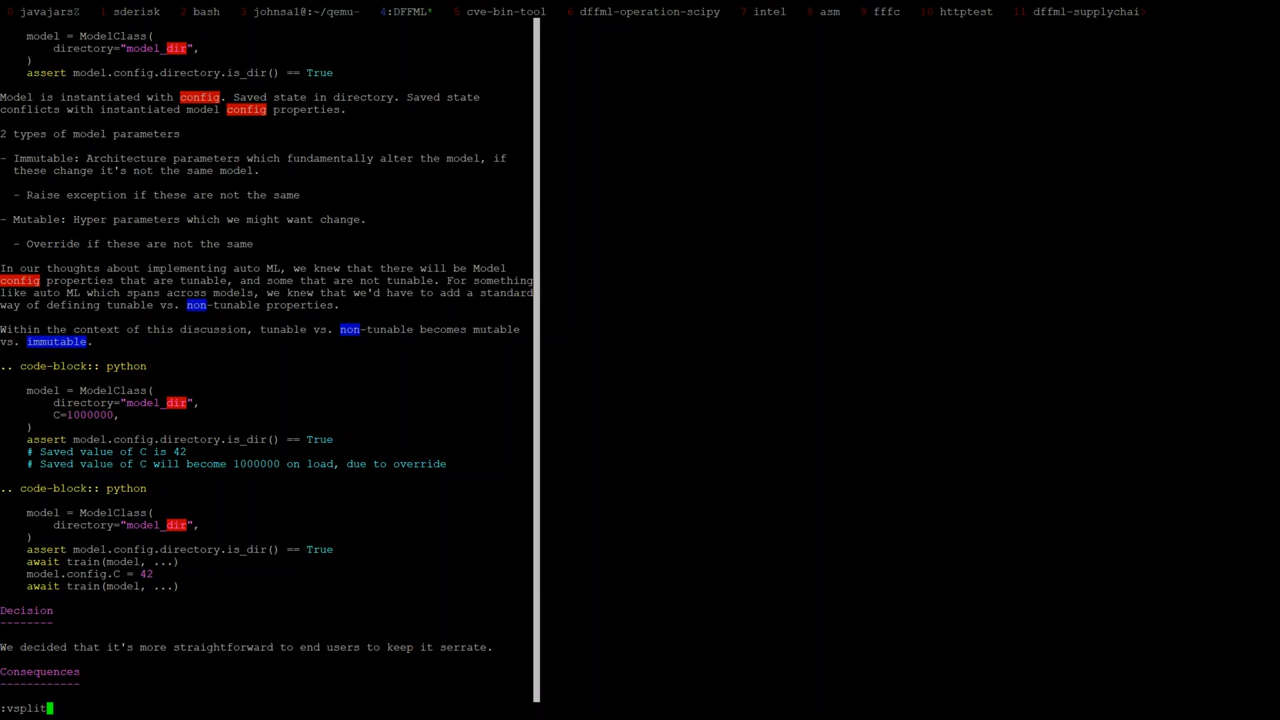 0 javajarsZ 1 sderisk 2 bash 3 johnsa1@:~/qemu- 4:DFFML* 5 cve-bin-tool 6 dffml-operation-scipy 7 intel 8 asm 9 fffc 10 httptest 11 dffml-supplychai>
model = ModelClass(
directory="model_dir",
)
assert model.config.directory.is_dir() == True
Model is instantiated with config. Saved state in directory. Saved state
conflicts with instantiated model config properties.
2 types of model parameters
- Immutable: Architecture parameters which fundamentally alter the model, if
these change it's not the same model.
- Raise exception if these are not the same
- Mutable: Hyper parameters which we might want change.
- Override if these are not the same
In our thoughts about implementing auto ML, we knew that there will be Model
config properties that are tunable, and some that are not tunable. For something
like auto ML which spans across models, we knew that we'd have to add a standard
way of defining tunable vs. non-tunable properties.
Within the context of this discussion, tunable vs. non-tunable becomes mutable
vs. immutable.
.. code-block:: python
model = ModelClass(
directory="model_dir",
C=1000000,
)
assert model.config.directory.is_dir() == True
# Saved value of C is 42
# Saved value of C will become 1000000 on load, due to override
.. code-block:: python
model = ModelClass(
directory="model_dir",
)
assert model.config.directory.is_dir() == True
await train(model, ...)
model.config.C = 42
await train(model, ...)
Decision
--------
We decided that it's more straightforward to end users to keep it serrate.
Consequences
------------
:vsplit